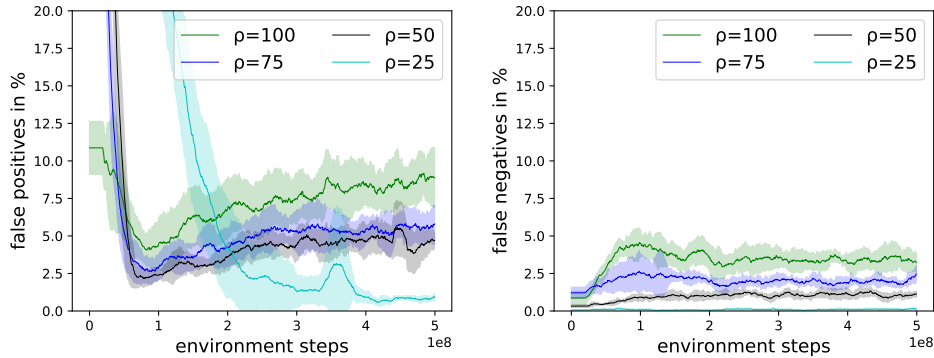 20.0
17.5
15.0
12.5
10.0
7.5
5.0
2.5
0.0
false positives in %
ρ=100
ρ=75
ρ=50
ρ=25
0
1
2
3
4
5
1e8
environment steps
20.0
17.5
15.0
12.5
10.0
7.5
5.0
2.5
0.0
false negatives in %
ρ=100
ρ=75
ρ=50
ρ=25
0
1
2
3
4
5
1e8
environment steps